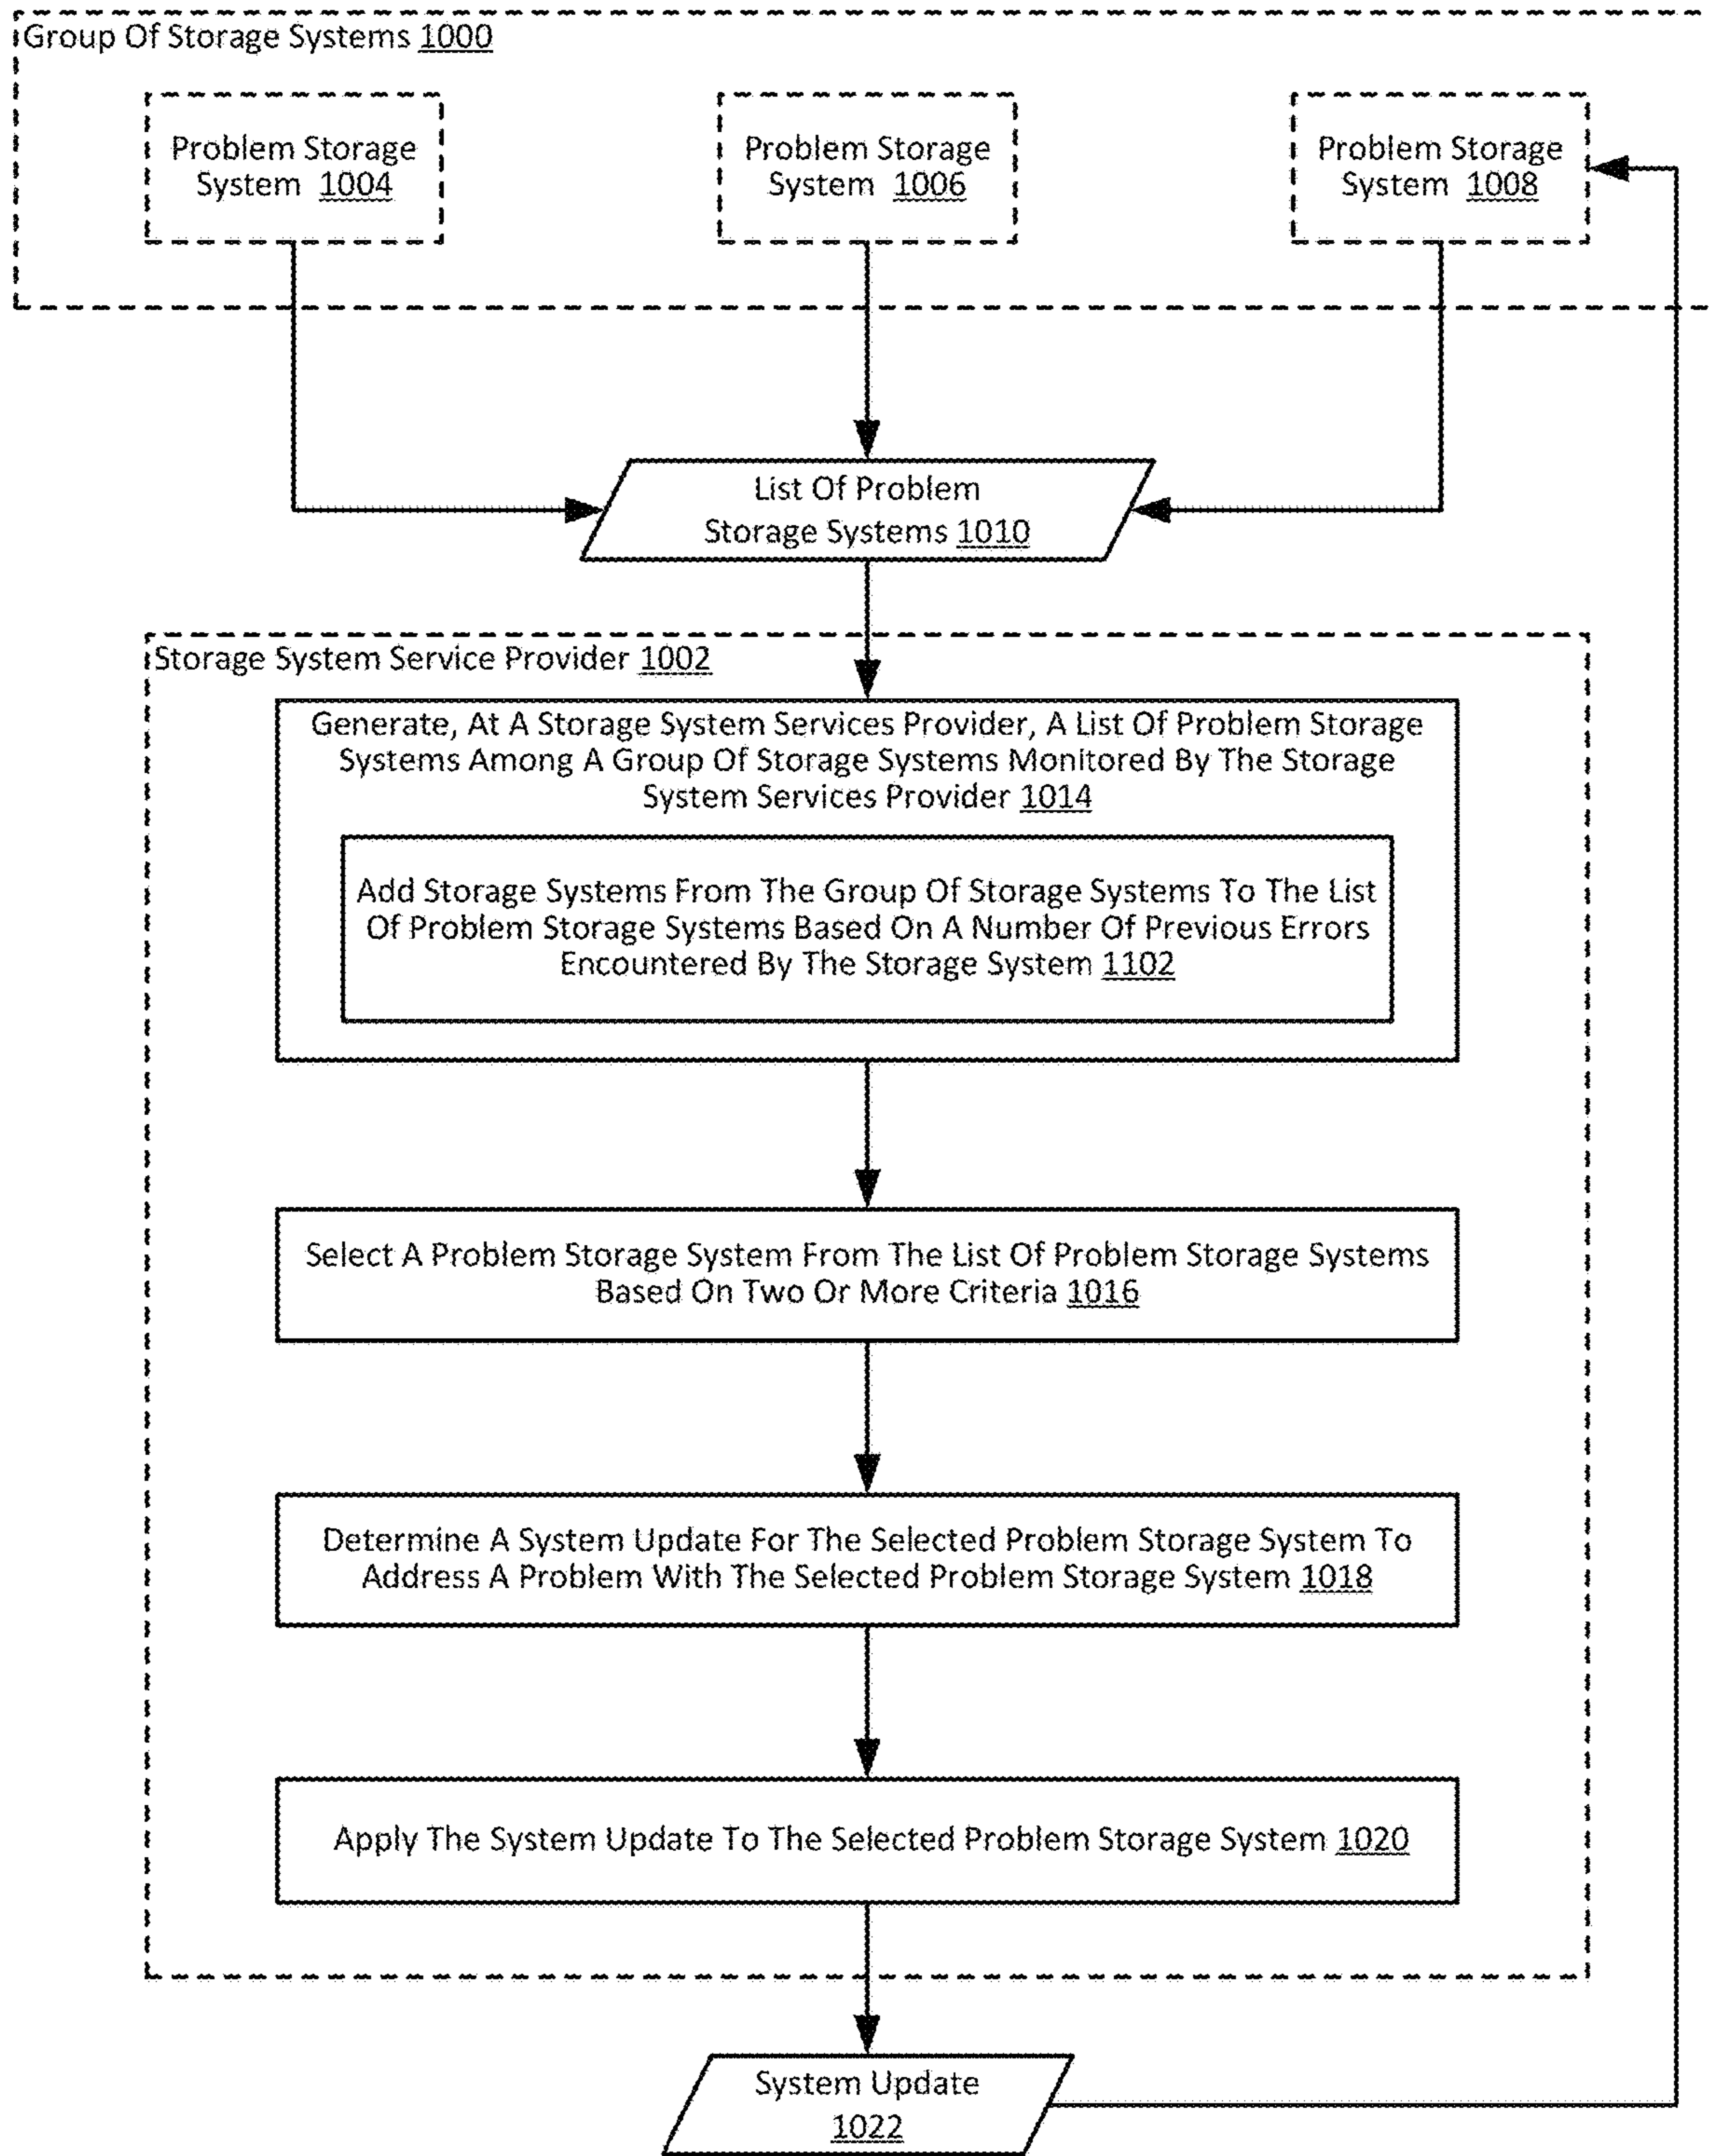 Group Of Storage Systems 1000
Problem Storage
System 1004
Problem Storage
System 1006
Problem Storage
System 1008
List Of Problem
Storage Systems 1010
Storage System Service Provider 1002
Generate, At A Storage System Services Provider, A List Of Problem Storage
Systems Among A Group Of Storage Systems Monitored By The Storage
System Services Provider 1014
Add Storage Systems From The Group Of Storage Systems To The List
Of Problem Storage Systems Based On A Number Of Previous Errors
Encountered By The Storage System 1102
Select A Problem Storage System From The List Of Problem Storage Systems
Based On Two Or More Criteria 1016
Determine A System Update For The Selected Problem Storage System To
Address A Problem With The Selected Problem Storage System 1018
Apply The System Update To The Selected Problem Storage System 1020
System Update
1022